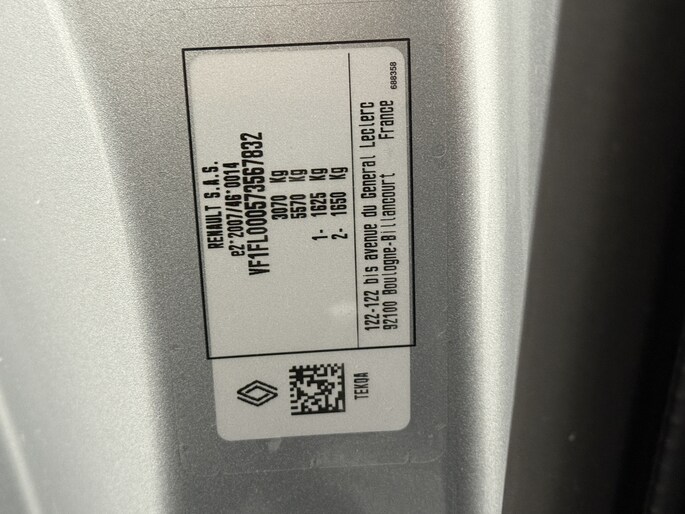 RENAULT S.A.S.
e2*2007/46*0014
VF1FL000573567832
3070 Kg
5570 Kg
1- 1625 Kg
2- 1650 Kg
122-122 bis avenue du General Leclerc
92100 Boulogne-Billancourt France
688358
TEKQA